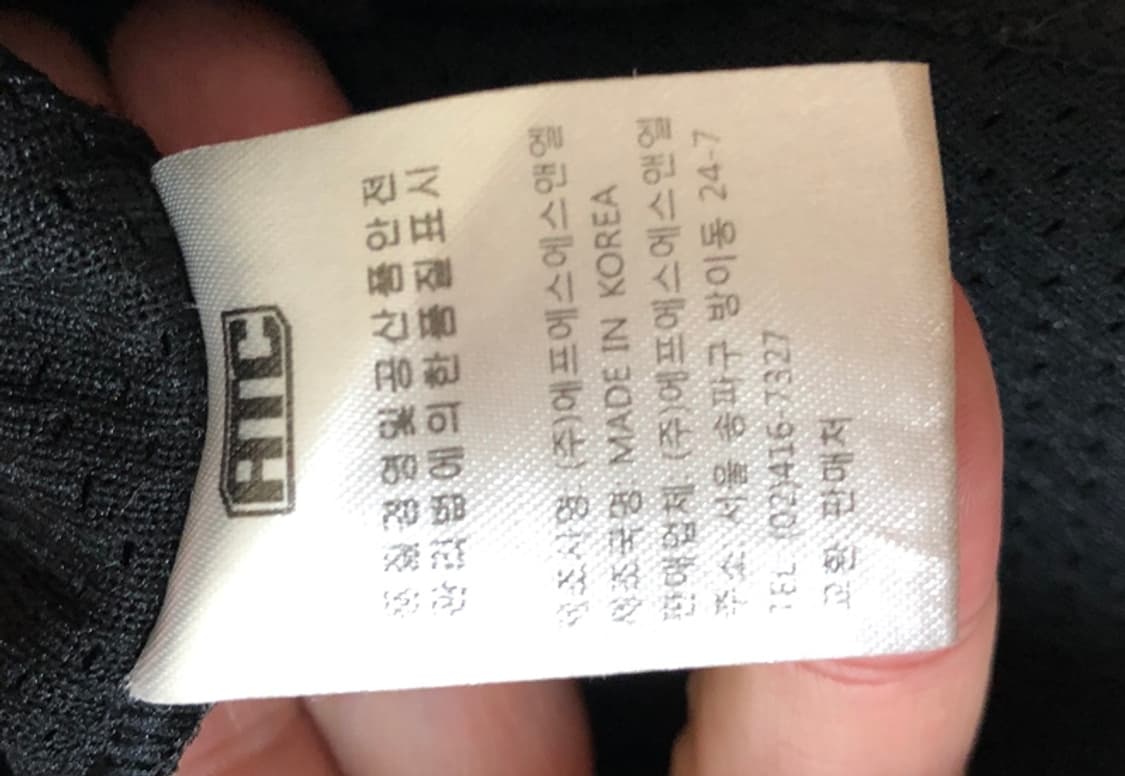 HTC
품질경영및공산품안전
관리법에의한품질표시
제조사명: (주)에프에스에스앤엘
제조국명: MADE IN KOREA
판매업체: (주)에프에스에스앤엘
주소: 서울 송파구 방이동 24-7
TEL: (02)416-7327
교환: 판매처